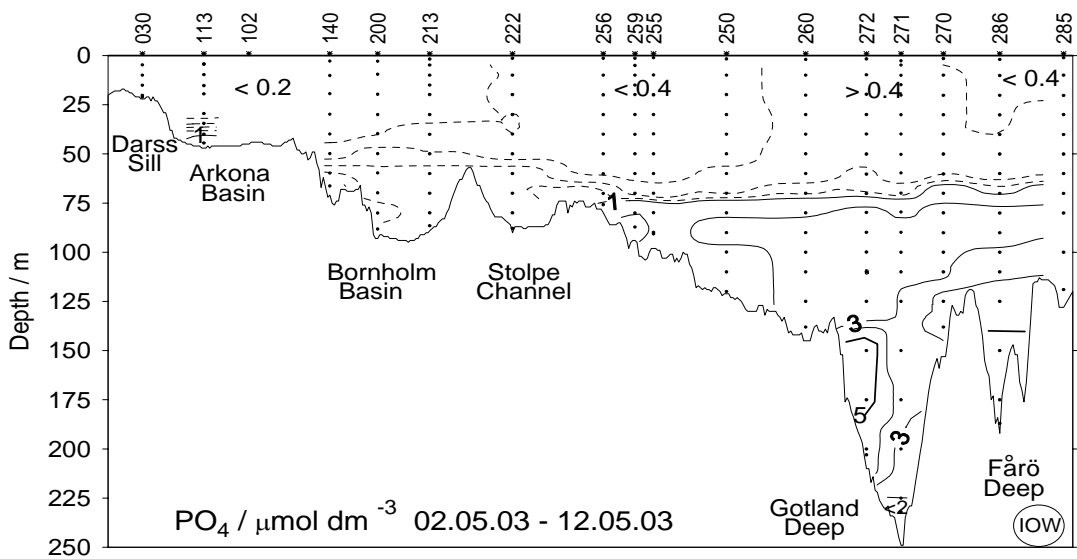 030 113 102 140 200 213 222 256 259 255 250 260 272 271 270 286 285
0
25
50
75
100
125
150
175
200
225
250
Depth / m
< 0.2
< 0.4
> 0.4
< 0.4
1
Darss
Sill
Arkona
Basin
1
Bornholm
Basin
Stolpe
Channel
3
5
3
<2
Gotland
Deep
Fårö
Deep
PO4 / µmol dm -3 02.05.03 - 12.05.03
IOW